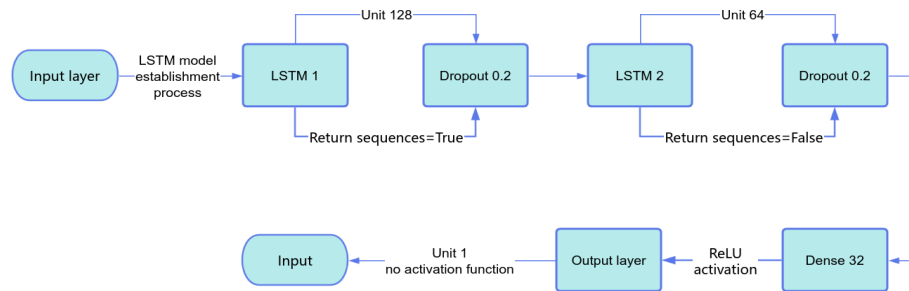 Unit 128
Unit 64
Input layer
LSTM model
establishment
process
LSTM 1
Dropout 0.2
LSTM 2
Dropout 0.2
Return sequences=True
Return sequences=False
Input
Unit 1
no activation function
Output layer
ReLU
activation
Dense 32